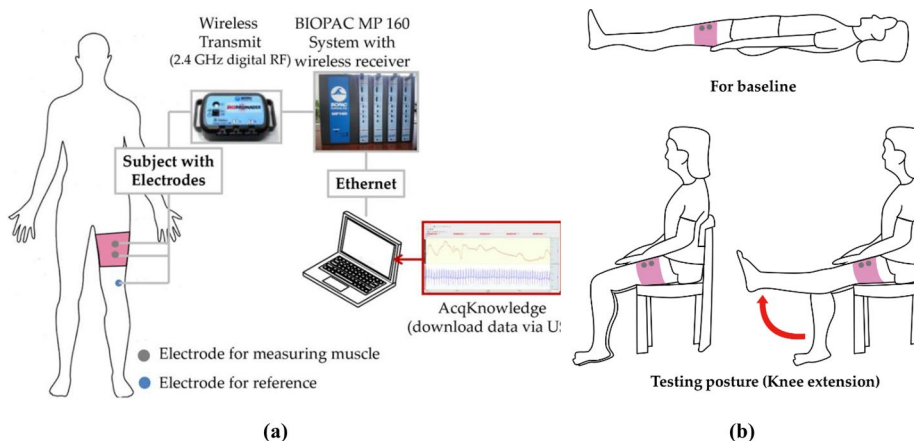 Wireless
Transmit
(2.4 GHz digital RF)
BIOPAC MP 160
System with
wireless receiver
Subject with
Electrodes
Ethernet
AcqKnowledge
(download data via US
Electrode for measuring muscle
Electrode for reference
(a)
For baseline
Testing posture (Knee extension)
(b)